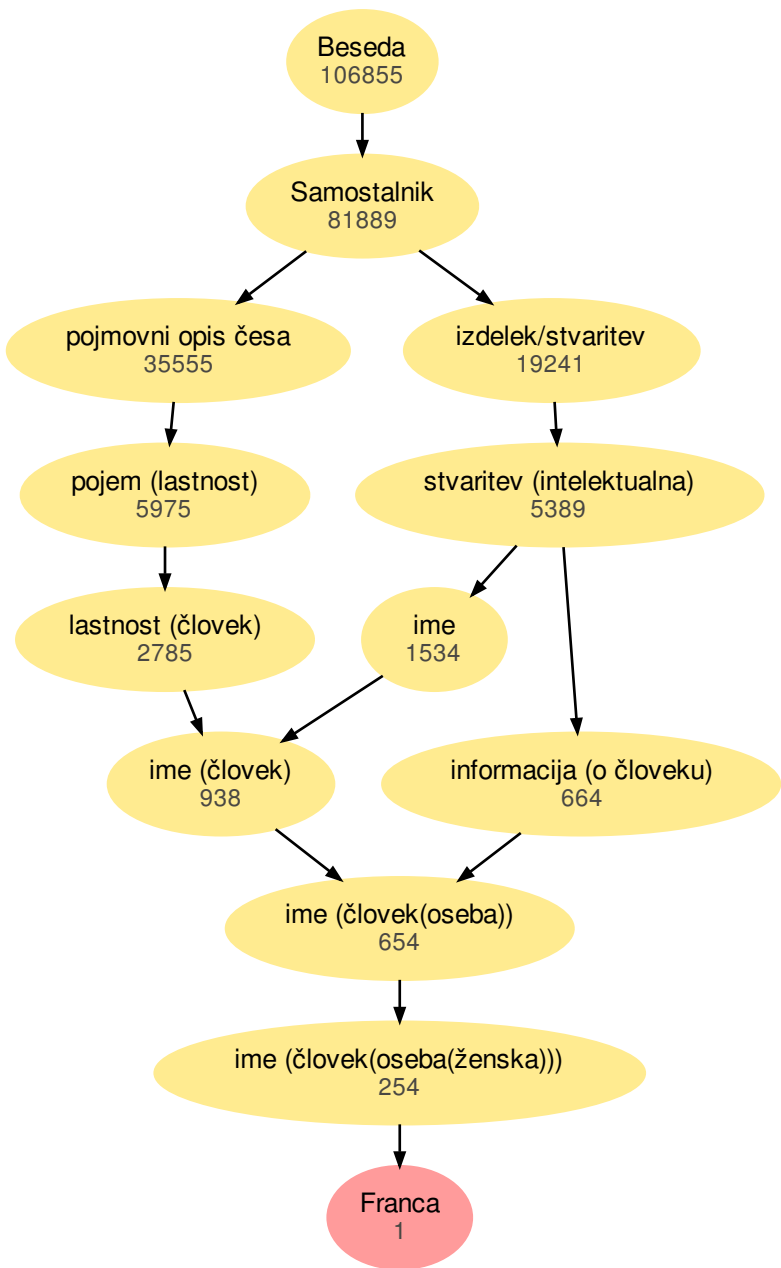 Beseda
106855
Samostalnik
81889
pojmovni opis česa
35555
izdelek/stvaritev
19241
pojem (lastnost)
5975
stvaritev (intelektualna)
5389
lastnost (človek)
2785
ime
1534
ime (človek)
938
informacija (o človeku)
664
ime (človek(oseba))
654
ime (človek(oseba(ženska)))
254
Franca
1